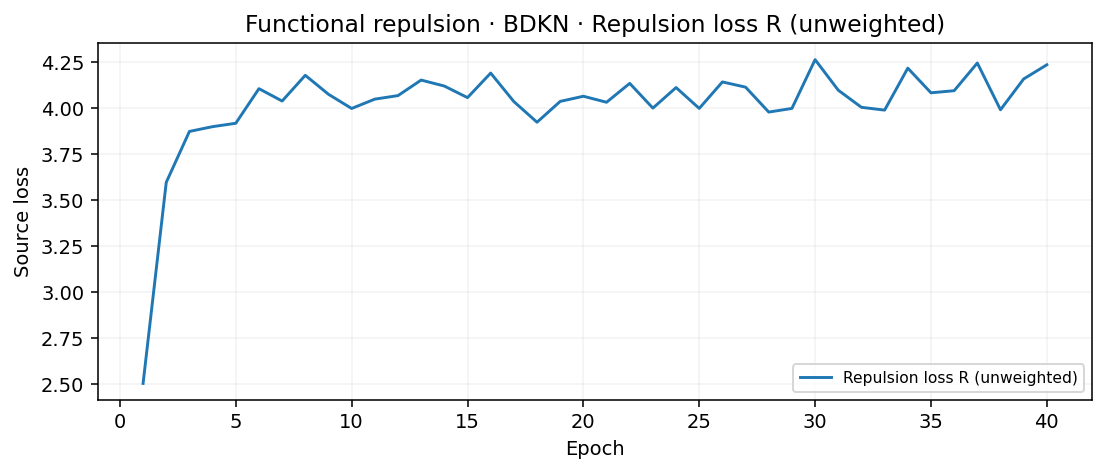 Functional repulsion · BDKN · Repulsion loss R (unweighted)
Source loss
4.25
4.00
3.75
3.50
3.25
3.00
2.75
2.50
Repulsion loss R (unweighted)
0 5 10 15 20 25 30 35 40
Epoch